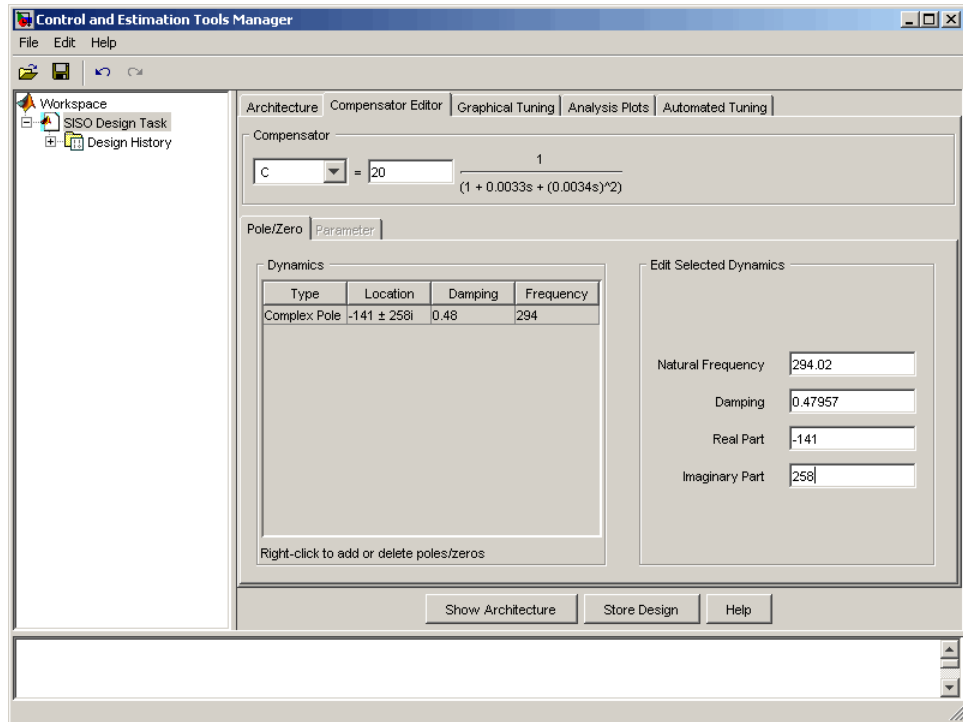 Control and Estimation Tools Manager
File Edit Help
Workspace
SISO Design Task
Design History
Architecture Compensator Editor Graphical Tuning Analysis Plots Automated Tuning
Compensator
C = 20
1
(1 + 0.0033s + (0.0034s)^2)
Pole/Zero Parameter
Dynamics
Type Location Damping Frequency
Complex Pole -141 ± 258i 0.48 294
Right-click to add or delete poles/zeros
Edit Selected Dynamics
Natural Frequency 294.02
Damping 0.47957
Real Part -141
Imaginary Part 258
Show Architecture Store Design Help